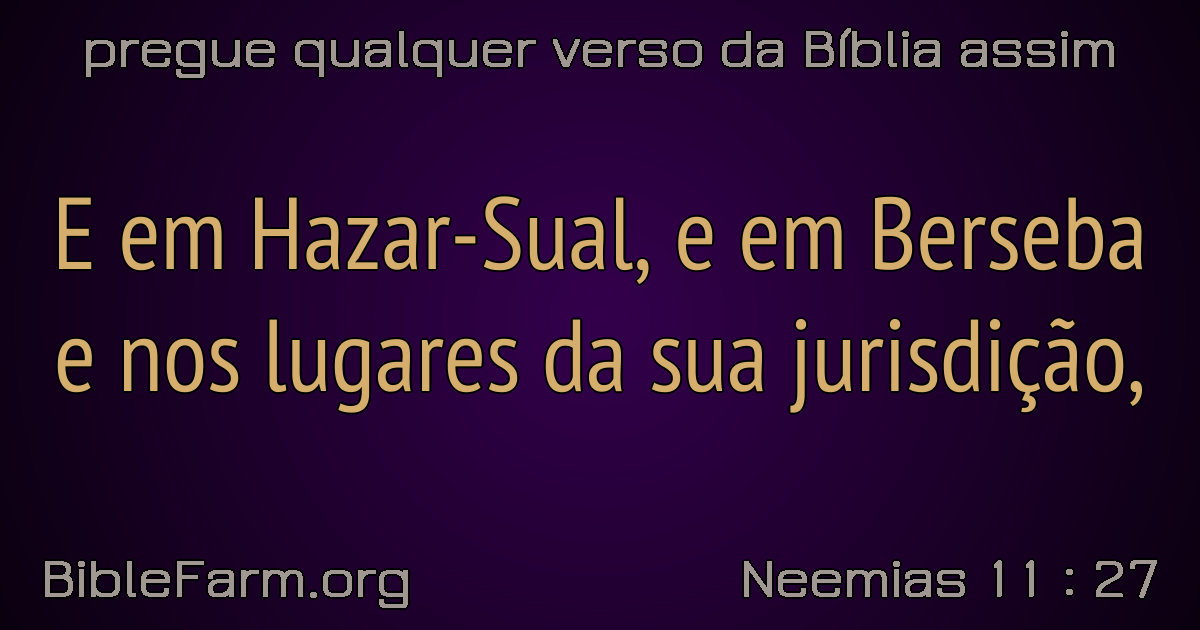 pregue qualquer verso da Bíblia assim
E em Hazar-Sual, e em Berseba
e nos lugares da sua jurisdição,
BibleFarm.org
Neemias 11 : 27